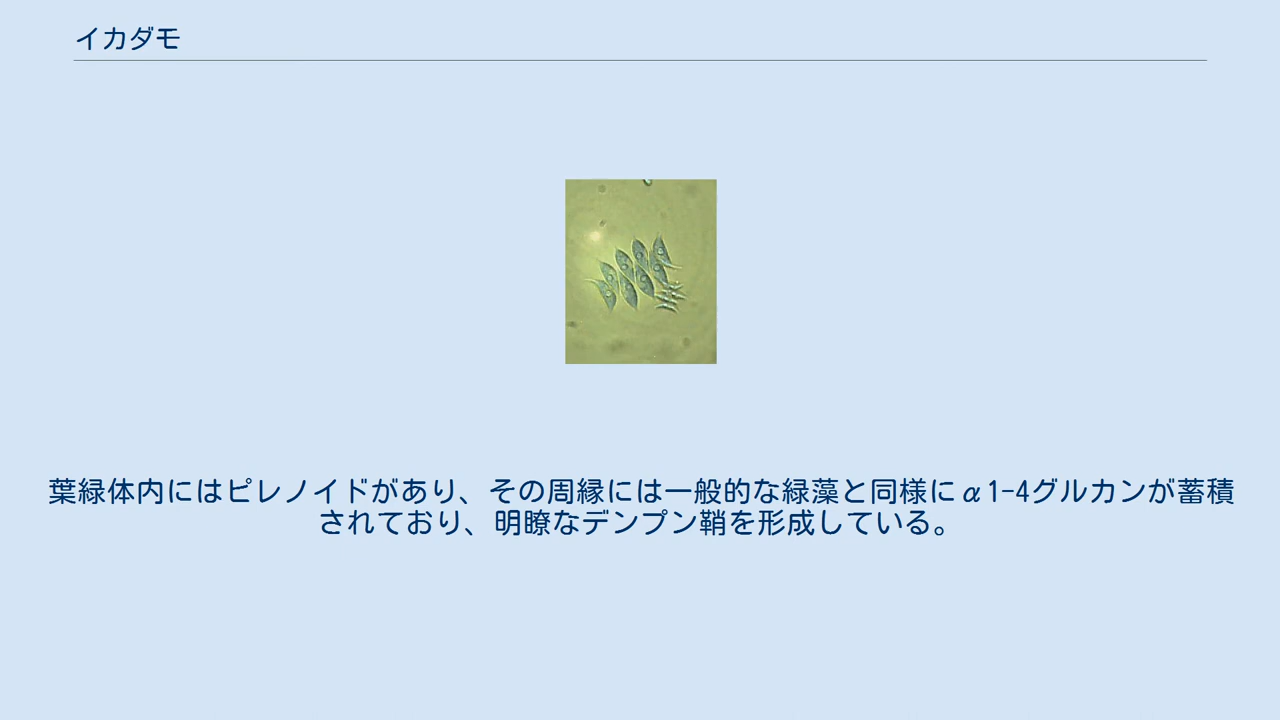 イカダモ
葉緑体内にはピレノイドがあり、その周縁には一般的な緑藻と同様にα1-4グルカンが蓄積
されており、明瞭なデンプン鞘を形成している。